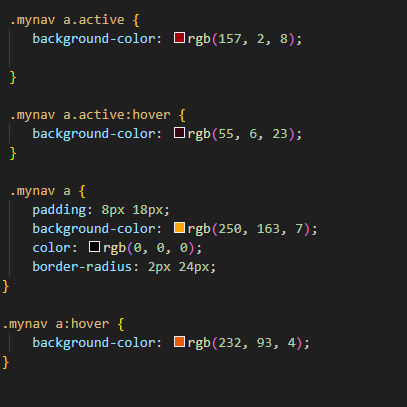 .mynav a.active {
background-color: rgb(157, 2, 8);
}
.mynav a.active:hover {
background-color: rgb(55, 6, 23);
}
.mynav a {
padding: 8px 18px;
background-color: rgb(250, 163, 7);
color: rgb(0, 0, 0);
border-radius: 2px 24px;
}
.mynav a:hover {
background-color: rgb(232, 93, 4);
}